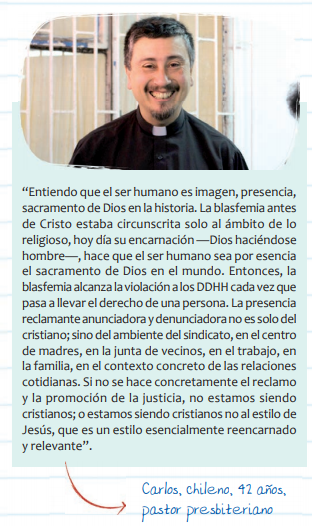 “Entiendo que el ser humano es imagen, presencia,
sacramento de Dios en la historia. La blasfemia antes
de Cristo estaba circunscrita solo al ámbito de lo
religioso, hoy día su encarnación —Dios haciéndose
hombre—, hace que el ser humano sea por esencia
el sacramento de Dios en el mundo. Entonces, la
blasfemia alcanza la violación a los DDHH cada vez que
pasa a llevar el derecho de una persona. La presencia
reclamante anunciadora y denunciadora no es solo del
cristiano; sino del ambiente del sindicato, en el centro
de madres, en la junta de vecinos, en el trabajo, en
la familia, en el contexto concreto de las relaciones
cotidianas. Si no se hace concretamente el reclamo
y la promoción de la justicia, no estamos siendo
cristianos; o estamos siendo cristianos no al estilo de
Jesús, que es un estilo esencialmente reencarnado
y relevante”.
Carlos, chileno, 42 años,
pastor presbiteriano